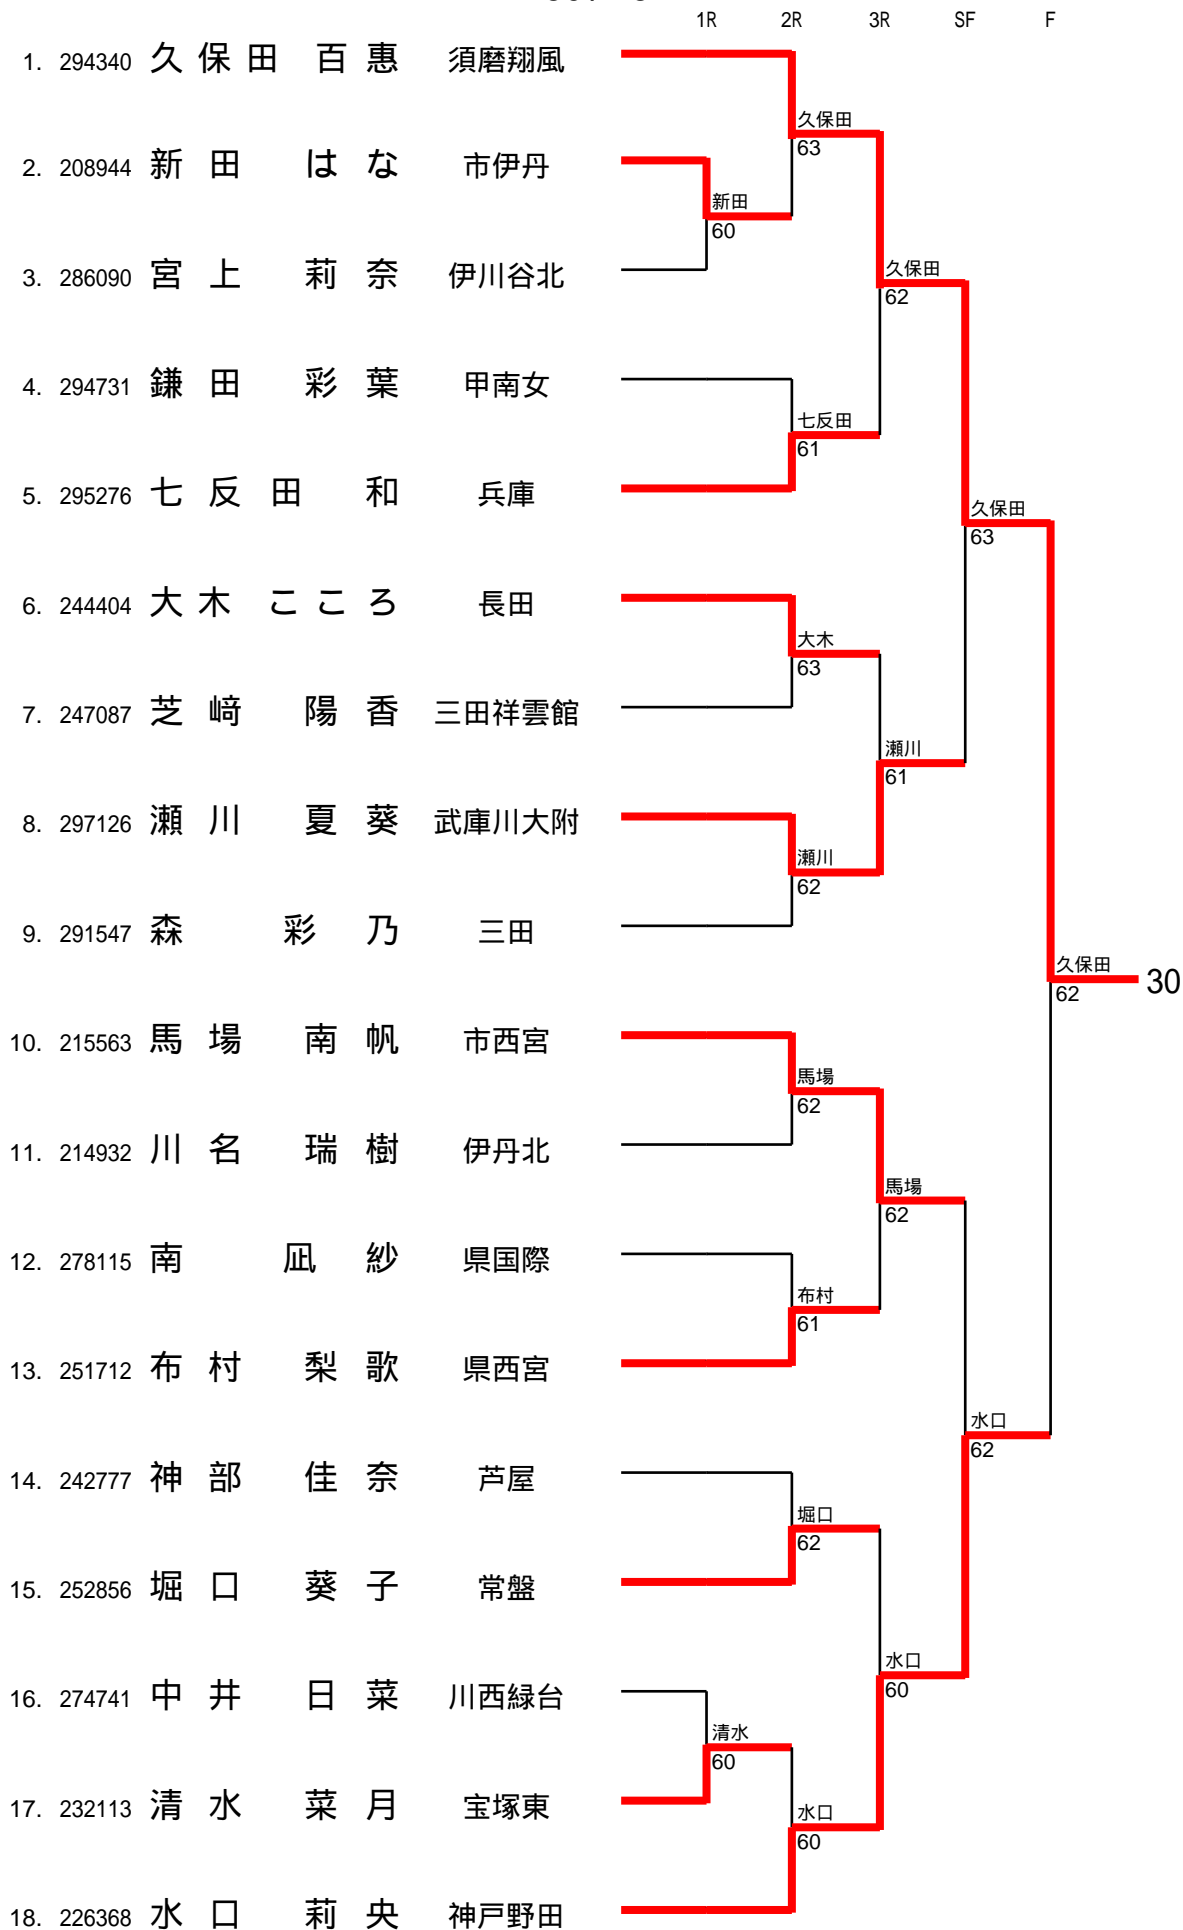 1R 2R 3R SF F
1. 294340 久保田 百惠 須磨翔風
久保田
63
2. 208944 新田 はな 市伊丹
新田
60
3. 286090 宮上 莉奈 伊川谷北
久保田
62
4. 294731 鎌田 彩葉 甲南女
七反田
61
5. 295276 七反田 和 兵庫
久保田
63
6. 244404 大木 こころ 長田
大木
63
7. 247087 芝﨑 陽香 三田祥雲館
瀬川
61
8. 297126 瀬川 夏葵 武庫川大附
瀬川
62
9. 291547 森 彩乃 三田
久保田
62
30
10. 215563 馬場 南帆 市西宮
馬場
62
11. 214932 川名 瑞樹 伊丹北
馬場
62
12. 278115 南 凪紗 県国際
布村
61
13. 251712 布村 梨歌 県西宮
水口
62
14. 242777 神部 佳奈 芦屋
堀口
62
15. 252856 堀口 葵子 常盤
水口
60
16. 274741 中井 日菜 川西緑台
清水
60
17. 232113 清水 菜月 宝塚東
水口
60
18. 226368 水口 莉央 神戸野田